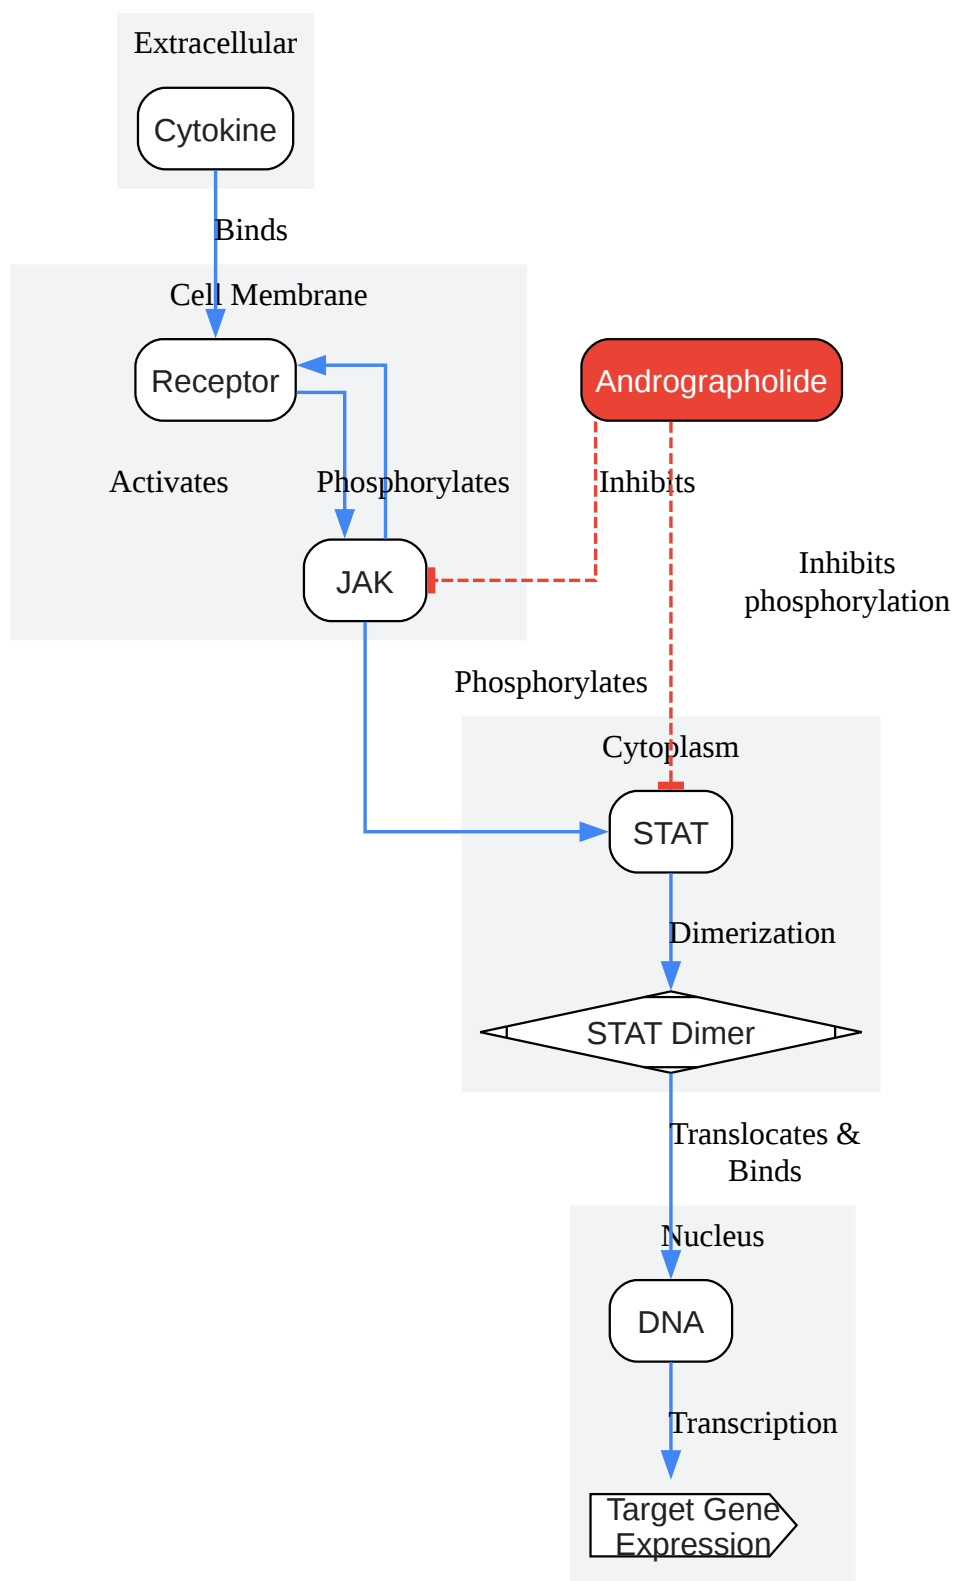 Extracellular
Cytokine
Binds
Cell Membrane
Receptor
Andrographolide
Activates
Phosphorylates
Inhibits
JAK
Inhibits
phosphorylation
Phosphorylates
Cytoplasm
STAT
Dimerization
STAT Dimer
Translocates &
Binds
Nucleus
DNA
Transcription
Target Gene
Expression